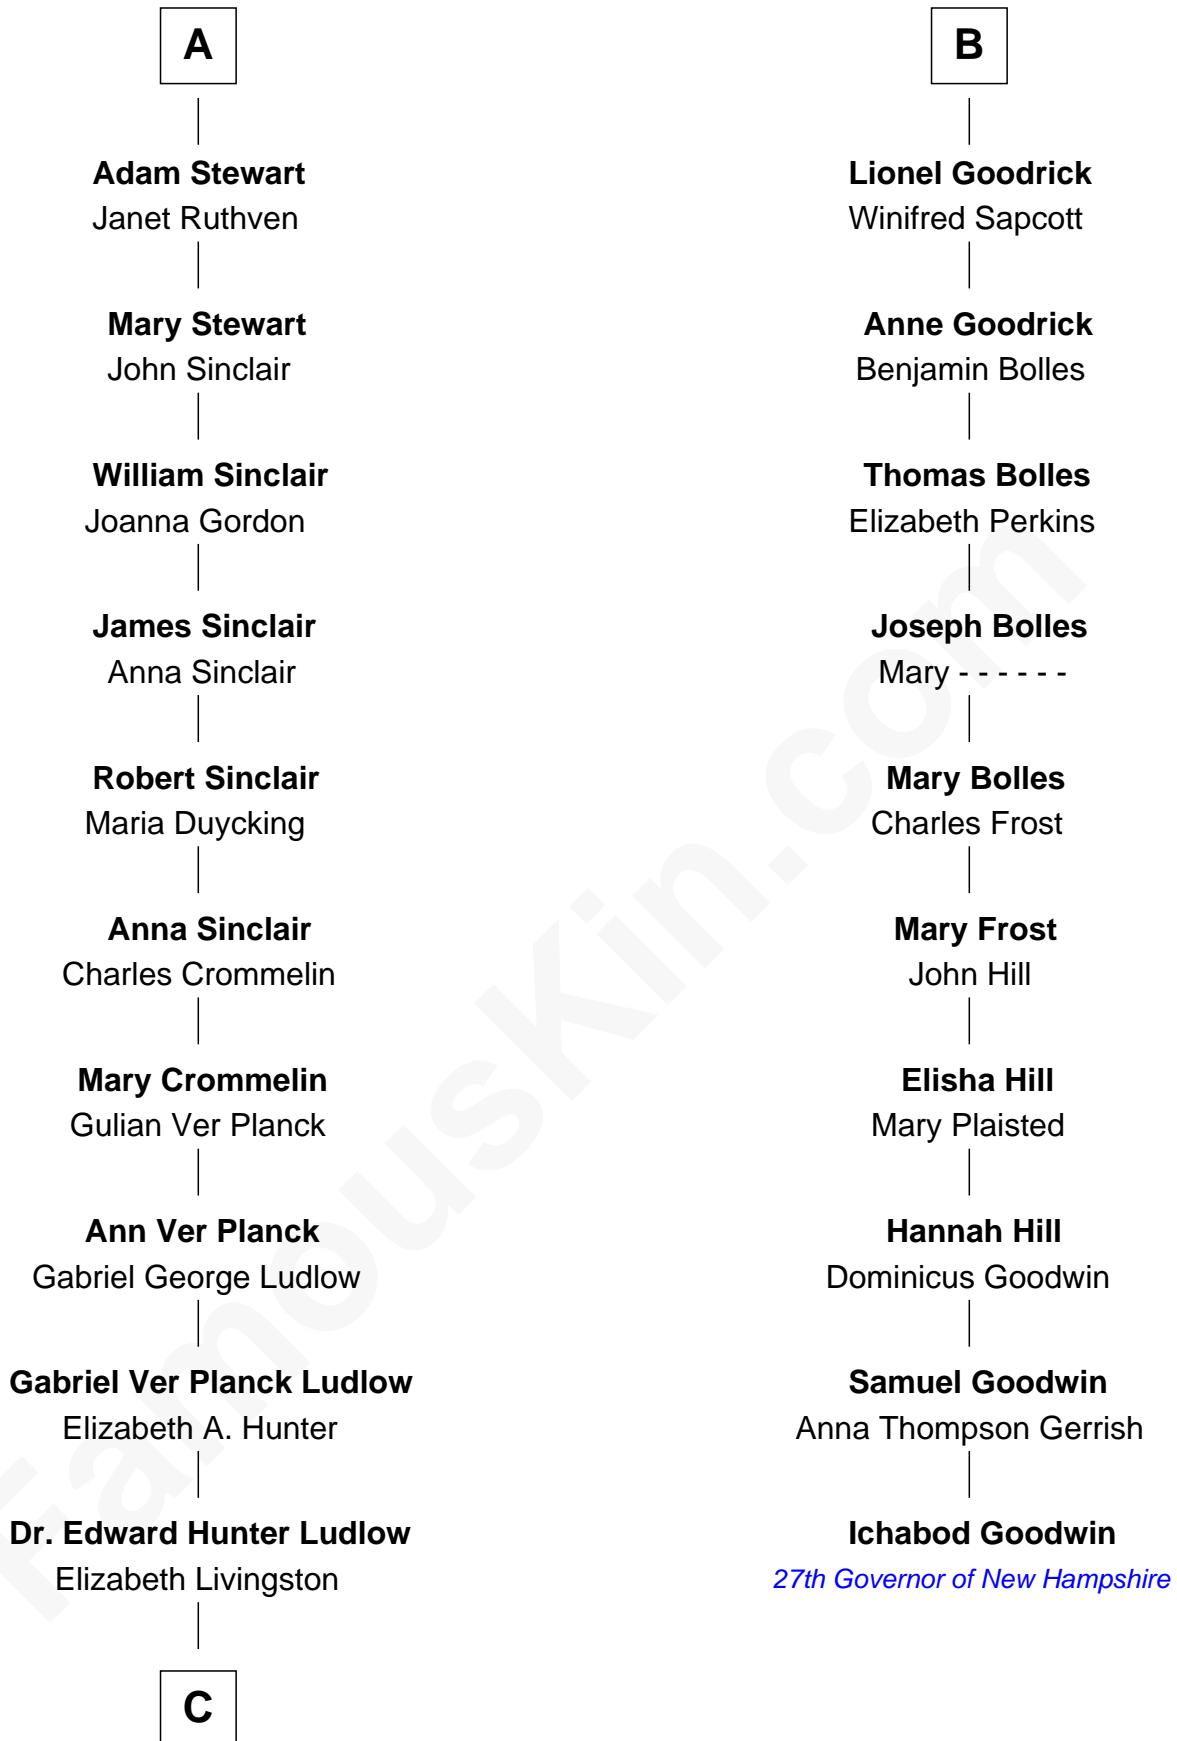 A
Adam Stewart
Janet Ruthven
Mary Stewart
John Sinclair
William Sinclair
Joanna Gordon
James Sinclair
Anna Sinclair
Robert Sinclair
Maria Duycking
Anna Sinclair
Charles Crommelin
Mary Crommelin
Gulian Ver Planck
Ann Ver Planck
Gabriel George Ludlow
Gabriel Ver Planck Ludlow
Elizabeth A. Hunter
Dr. Edward Hunter Ludlow
Elizabeth Livingston
C
B
Lionel Goodrick
Winifred Sapcott
Anne Goodrick
Benjamin Bolles
Thomas Bolles
Elizabeth Perkins
Joseph Bolles
Mary - - - - - -
Mary Bolles
Charles Frost
Mary Frost
John Hill
Elisha Hill
Mary Plaisted
Hannah Hill
Dominicus Goodwin
Samuel Goodwin
Anna Thompson Gerrish
Ichabod Goodwin
27th Governor of New Hampshire
FamousKin.com